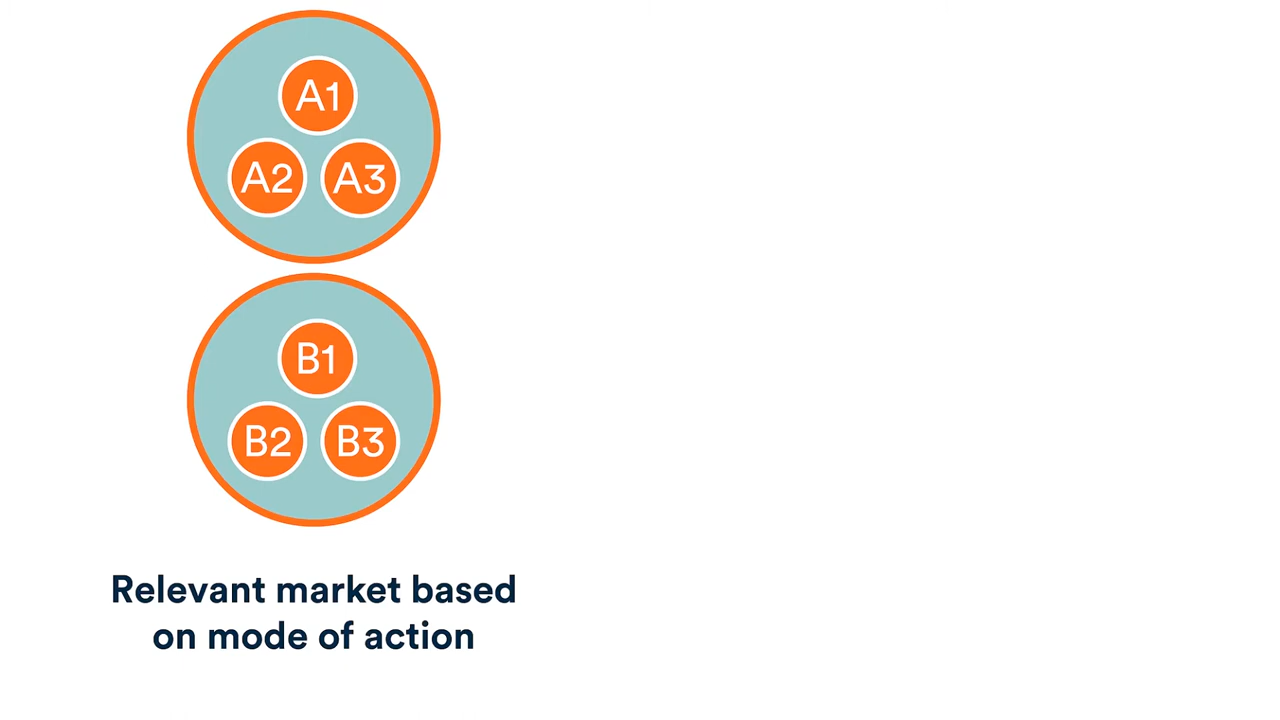 A1
A2 A3
B1
B2 B3
Relevant market based
on mode of action